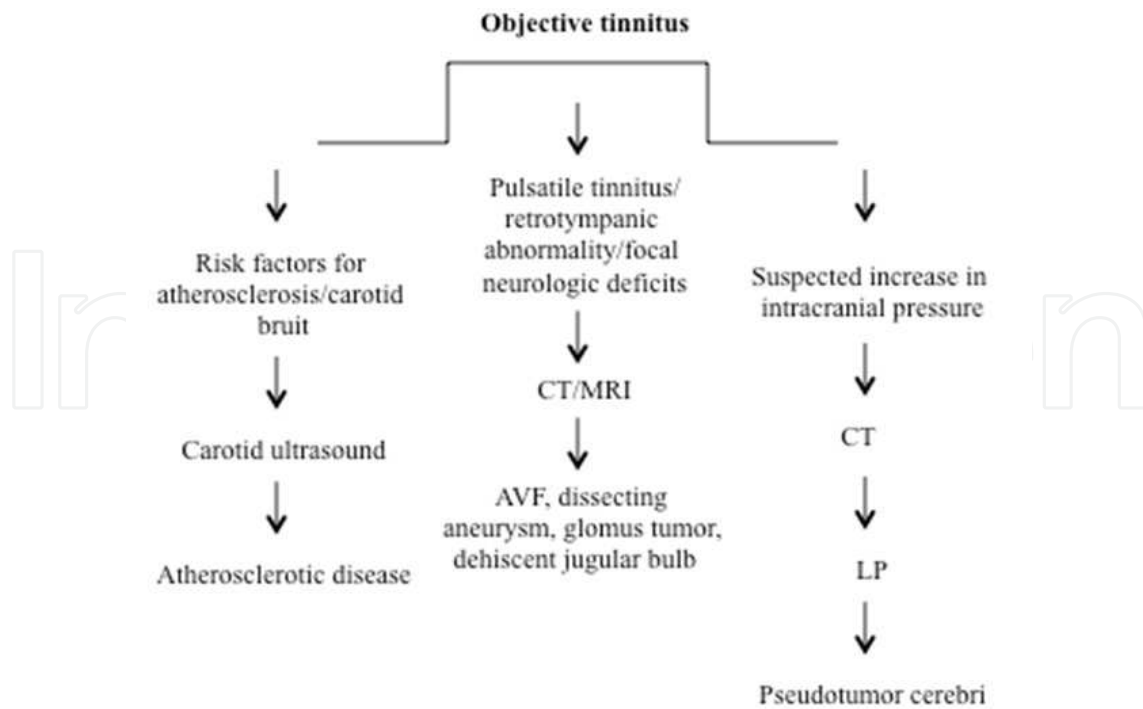 Objective tinnitus
Risk factors for
atherosclerosis/carotid
bruit
Carotid ultrasound
Atherosclerotic disease
Pulsatile tinnitus/
retrotympanic
abnormality/focal
neurologic deficits
CT/MRI
AVF, dissecting
aneurysm, glomus tumor,
dehiscent jugular bulb
Suspected increase in
intracranial pressure
CT
LP
Pseudotumor cerebri